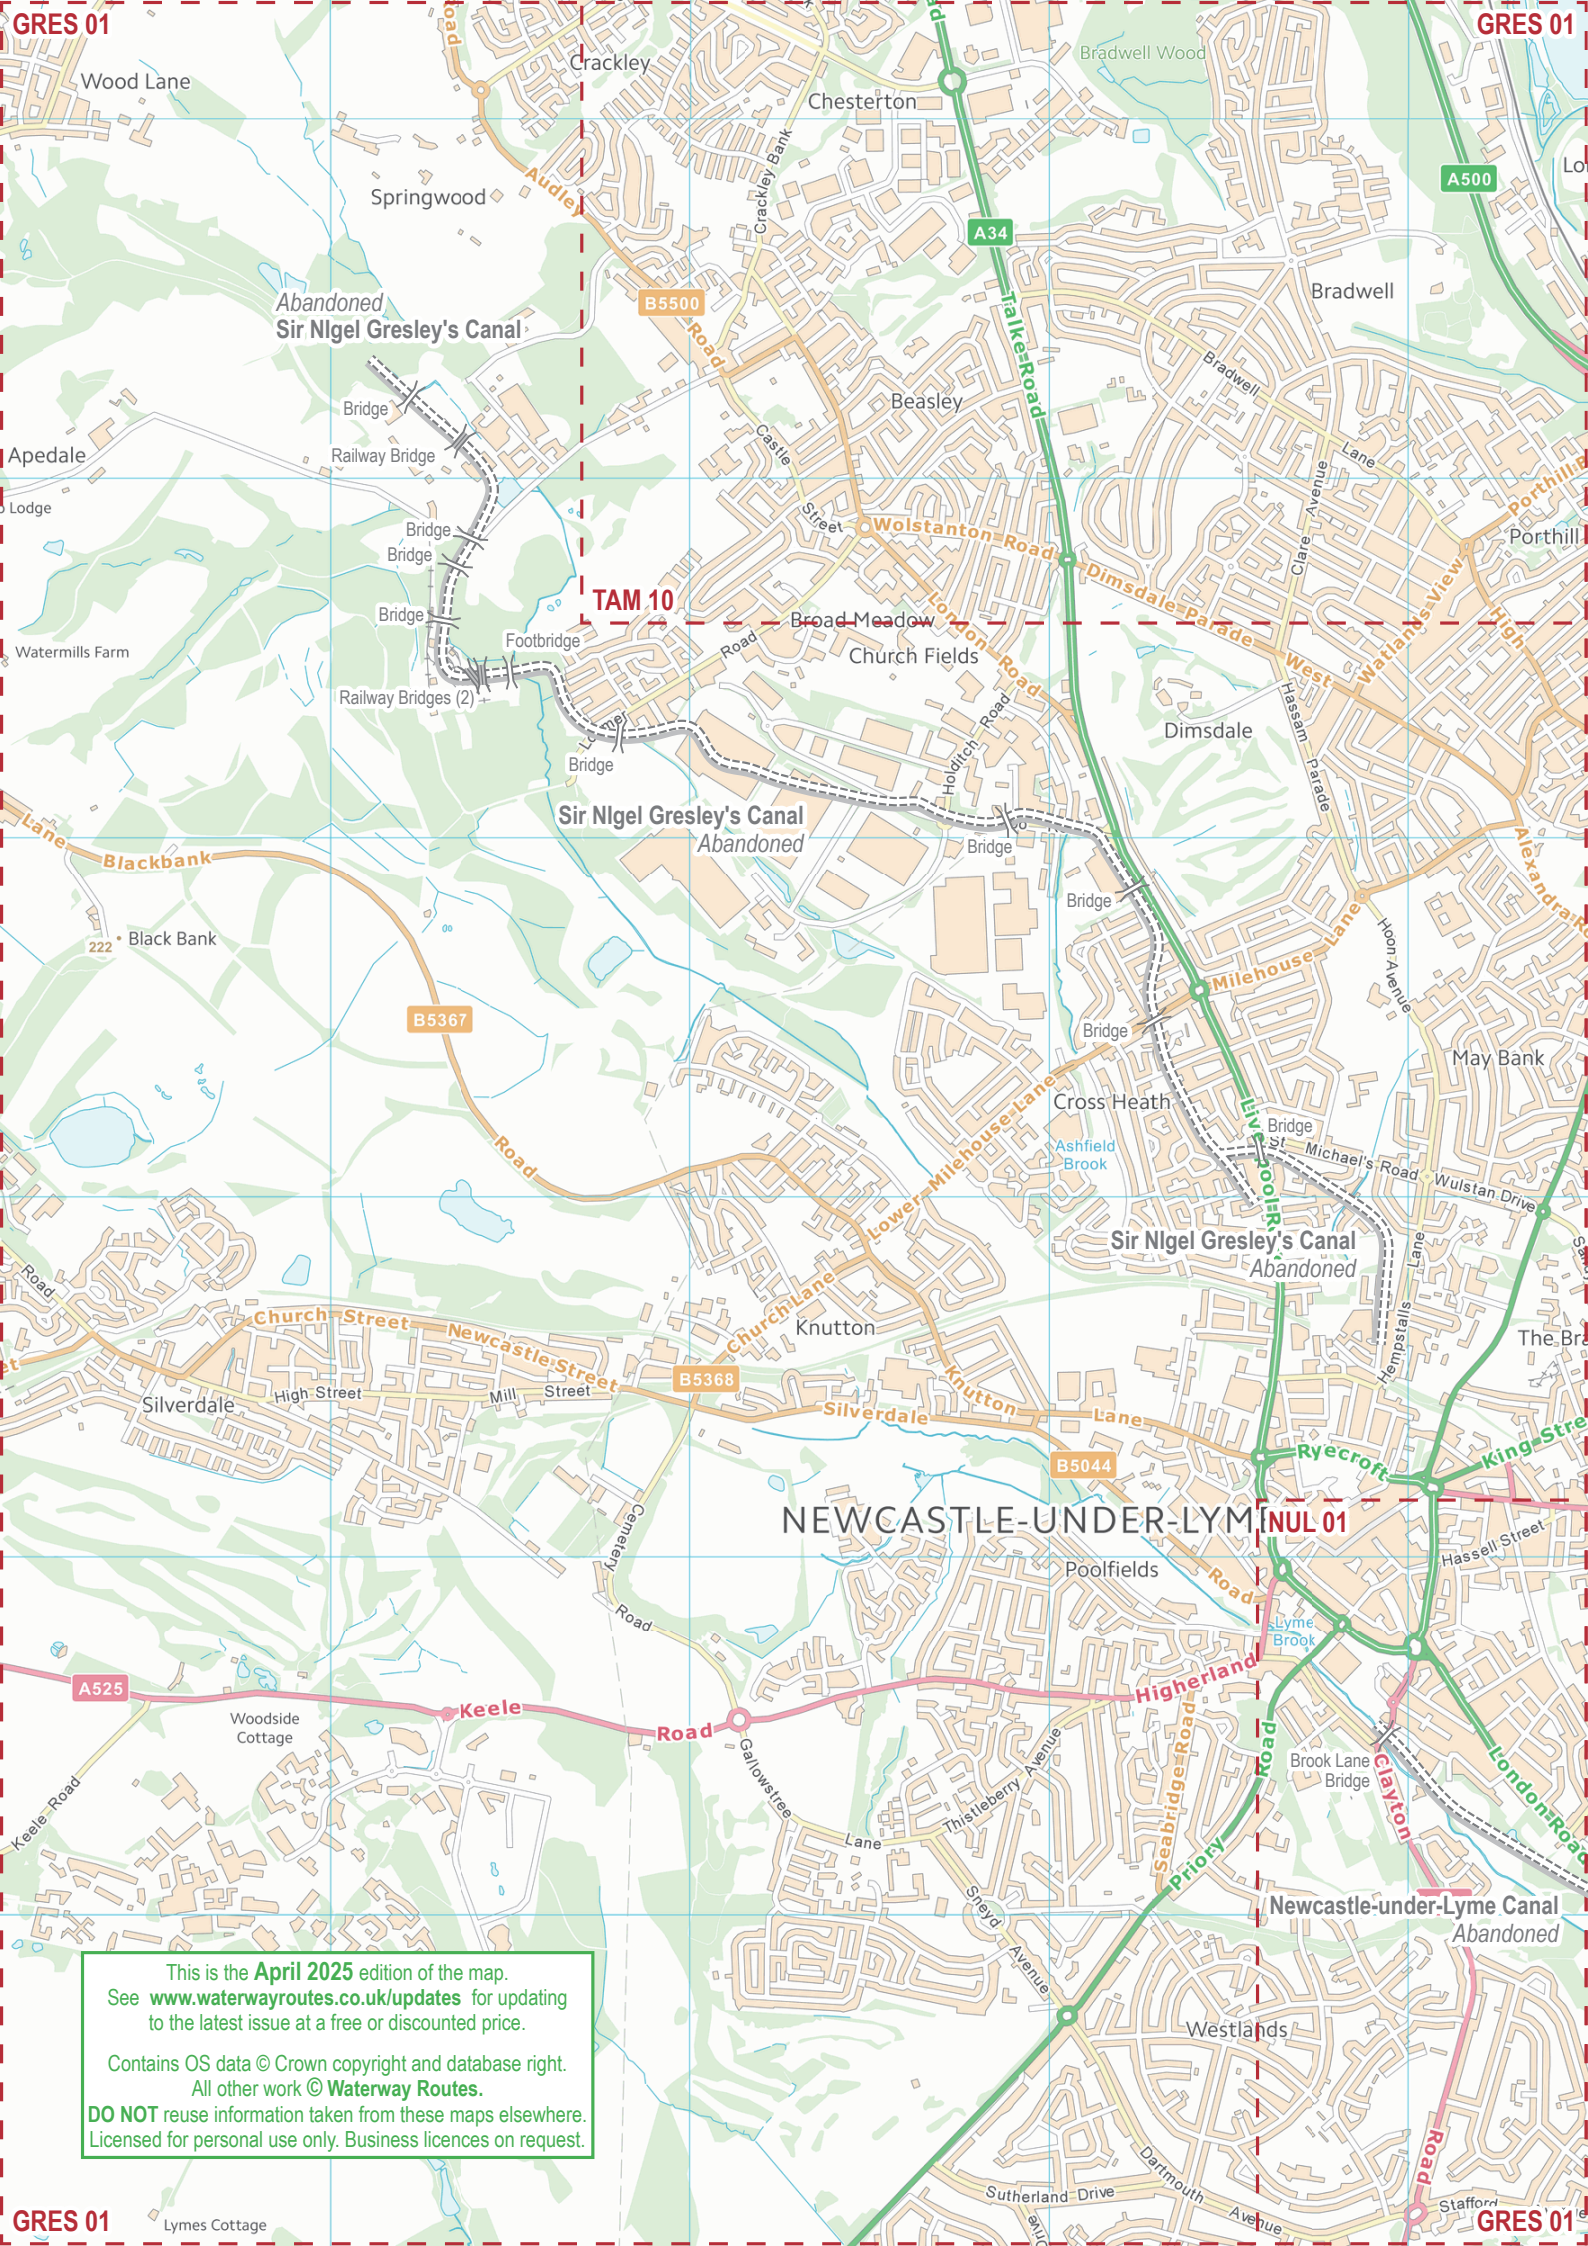 GRES 01
GRES 01
Wood Lane
Crackley
Chesterton
Bradwell Wood
Crackley Bank
A500
Springwood
Audley
A34
Abandoned
Sir NIgel Gresley's Canal
B5500
Road
Talke Road
Bradwell
Bradwell
Lane
Bridge
Beasley
Railway Bridge
Castle
Street
Clare Avenue
Apedale
Lodge
Bridge
Bridge
Wolstanton Road
Porthill
Dimsdale Parade West
Watlands View
High
Bridge
TAM 10
Broad Meadow
London Road
Watermills Farm
Footbridge
Road
Church Fields
Railway Bridges (2)
Bridge
Holditch Road
Dimsdale
Hassam Parade
Sir NIgel Gresley's Canal
Abandoned
Bridge
Lane
Blackbank
Bridge
Alexandra
222
Black Bank
Milehouse Lane
Hoon Avenue
B5367
Bridge
May Bank
Road
Cross Heath
Lower Milehouse Lane
Ashfield
Brook
Bridge
St Michael's Road
Wulstan Drive
Sir NIgel Gresley's Canal
Abandoned
Road
Church Street
Newcastle Street
Church Lane
Knutton
Hempstalls Lane
B5368
Silverdale
High Street
Mill Street
Silverdale
Knutton
Lane
Ryecroft
King
B5044
Cemetery
Road
NEWCASTLE-UNDER-LYME
NUL 01
Hassell Street
Poolfields
Road
Lyme
Brook
A525
Keele
Road
Higherland
Woodside
Cottage
Keele Road
Gallowstree
Lane
Thistleberry Avenue
Seabridge Road
Priory
Road
Brook Lane
Bridge
Clayton
London Road
Sneyd
Avenue
Newcastle-under-Lyme Canal
Abandoned
This is the April 2025 edition of the map.
See www.waterwayroutes.co.uk/updates for updating
to the latest issue at a free or discounted price.
Contains OS data © Crown copyright and database right.
All other work © Waterway Routes.
DO NOT reuse information taken from these maps elsewhere.
Licensed for personal use only. Business licences on request.
Westlands
Dartmouth
Avenue
Sutherland Drive
Road
Stafford
Lymes Cottage
GRES 01
GRES 01